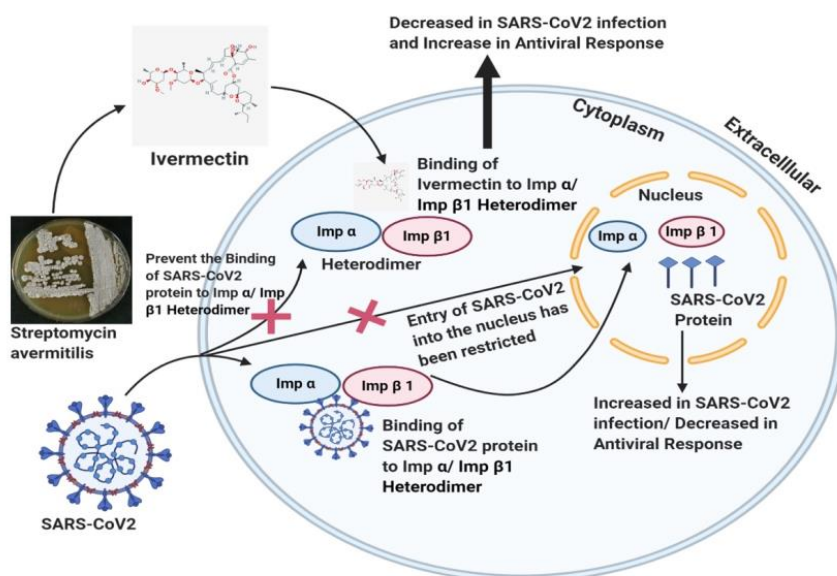 Decreased in SARS-CoV2 infection
and Increase in Antiviral Response
Ivermectin
Cytoplasm
Extracelllular
Binding of
Ivermectin to Imp α/
Imp β1 Heterodimer
Imp α
Imp β1
Heterodimer
Nucleus
Imp α
Imp β 1
SARS-CoV2
Protein
Prevent the Binding
of SARS-CoV2
protein to Imp α/ Imp
β1 Heterodimer
Streptomycin
avermitilis
Entry of SARS-CoV2
into the nucleus has
been restricted
Imp α
Imp β 1
Binding of
SARS-CoV2 protein
to Imp α/ Imp β1
Heterodimer
Increased in SARS-CoV2
infection/ Decreased in
Antiviral Response
SARS-CoV2